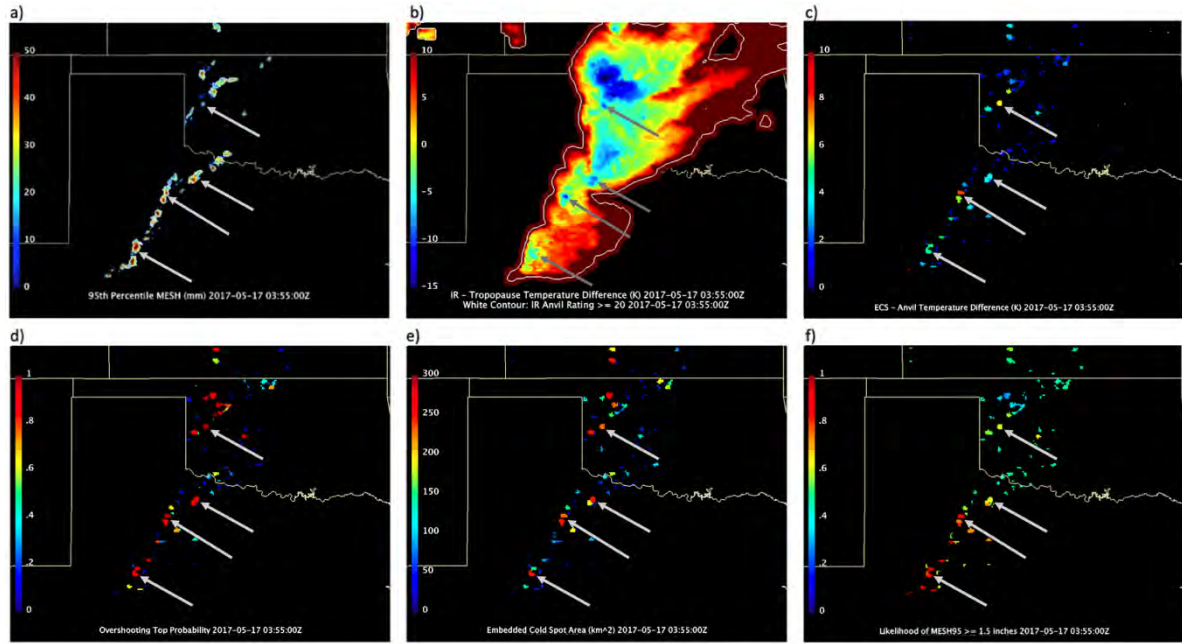 a)
50
40
30
20
10
0
95th Percentile MESH (mm) 2017-05-17 03:55:00Z
b)
10
5
0
−5
−10
−15
IR – Tropopause Temperature Difference (K) 2017-05-17 03:55:00Z
White Contour: IR Anvil Rating >= 20 2017-05-17 03:55:00Z
c)
10
8
6
4
2
0
ECS – Anvil Temperature Difference (K) 2017-05-17 03:55:00Z
d)
1
.8
.6
.4
.2
0
Overshooting Top Probability 2017-05-17 03:55:00Z
e)
300
250
200
150
100
50
0
Embedded Cold Spot Area (km^2) 2017-05-17 03:55:00Z
f)
1
.8
.6
.4
.2
0
Likelihood of MESH95 >= 1.5 inches 2017-05-17 03:55:00Z